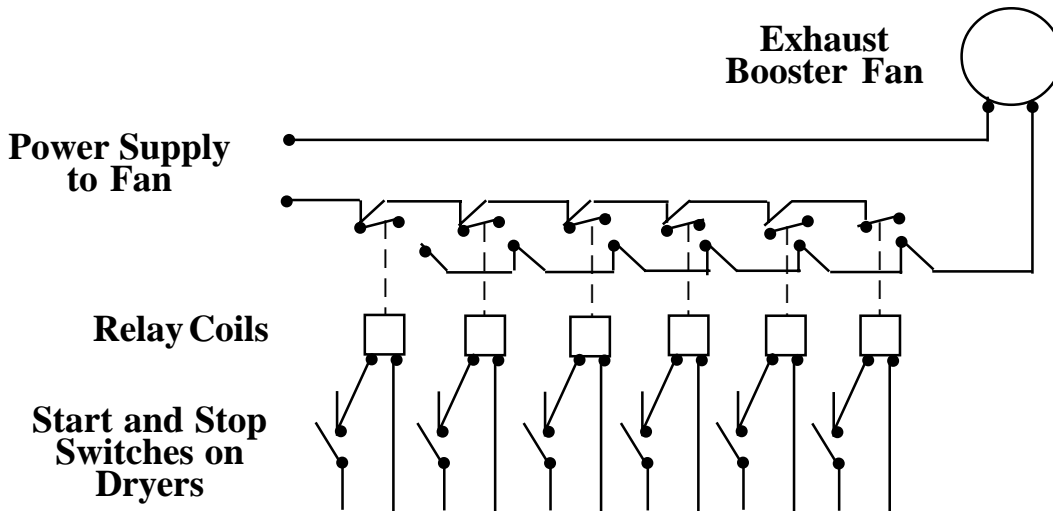 Exhaust
Booster Fan
Power Supply
to Fan
Relay Coils
Start and Stop
Switches on
Dryers